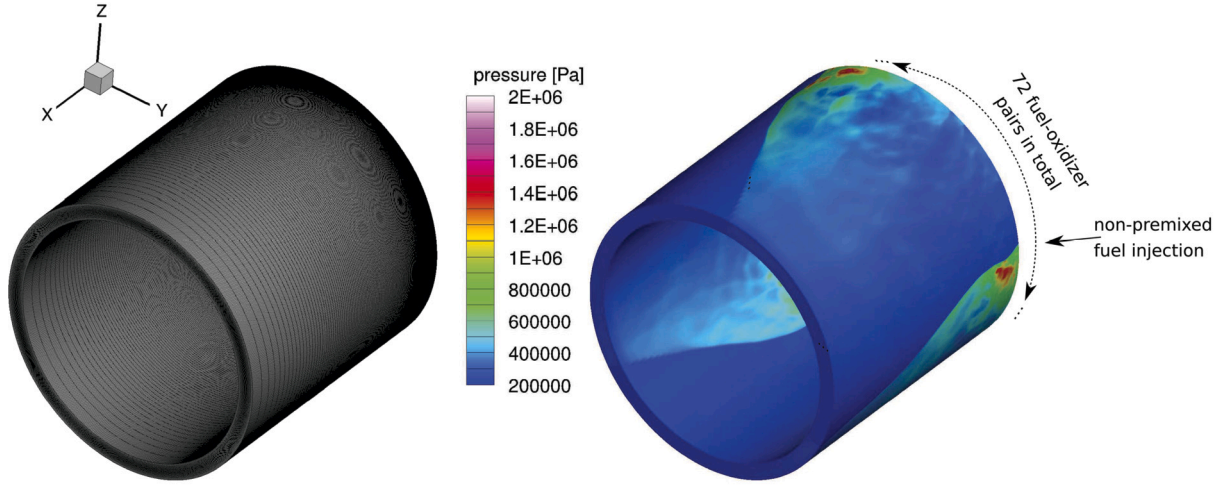 Z
X
Y
pressure [Pa]
2E+06
1.8E+06
1.6E+06
1.4E+06
1.2E+06
1E+06
800000
600000
400000
200000
72 fuel-oxidizer
pairs in total
non-premixed
fuel injection